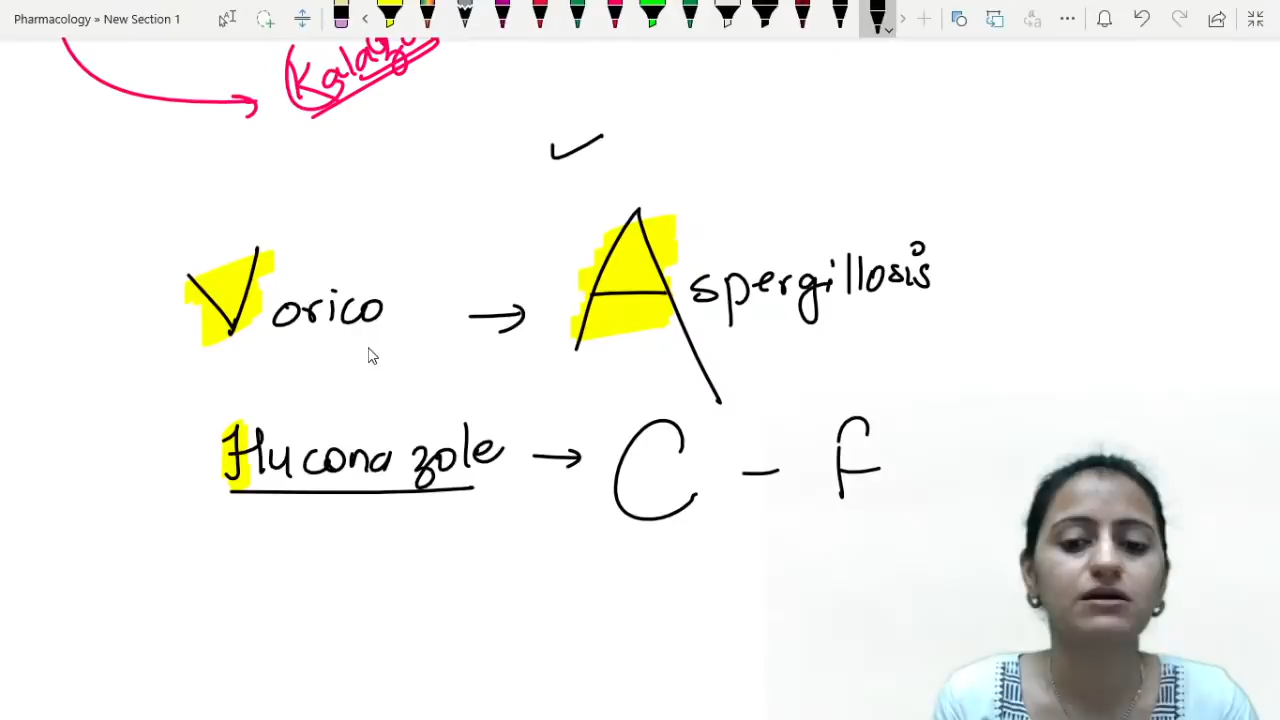 Pharmacology » New Section 1
Vorico → Aspergillosis
Fluconazole → C - F